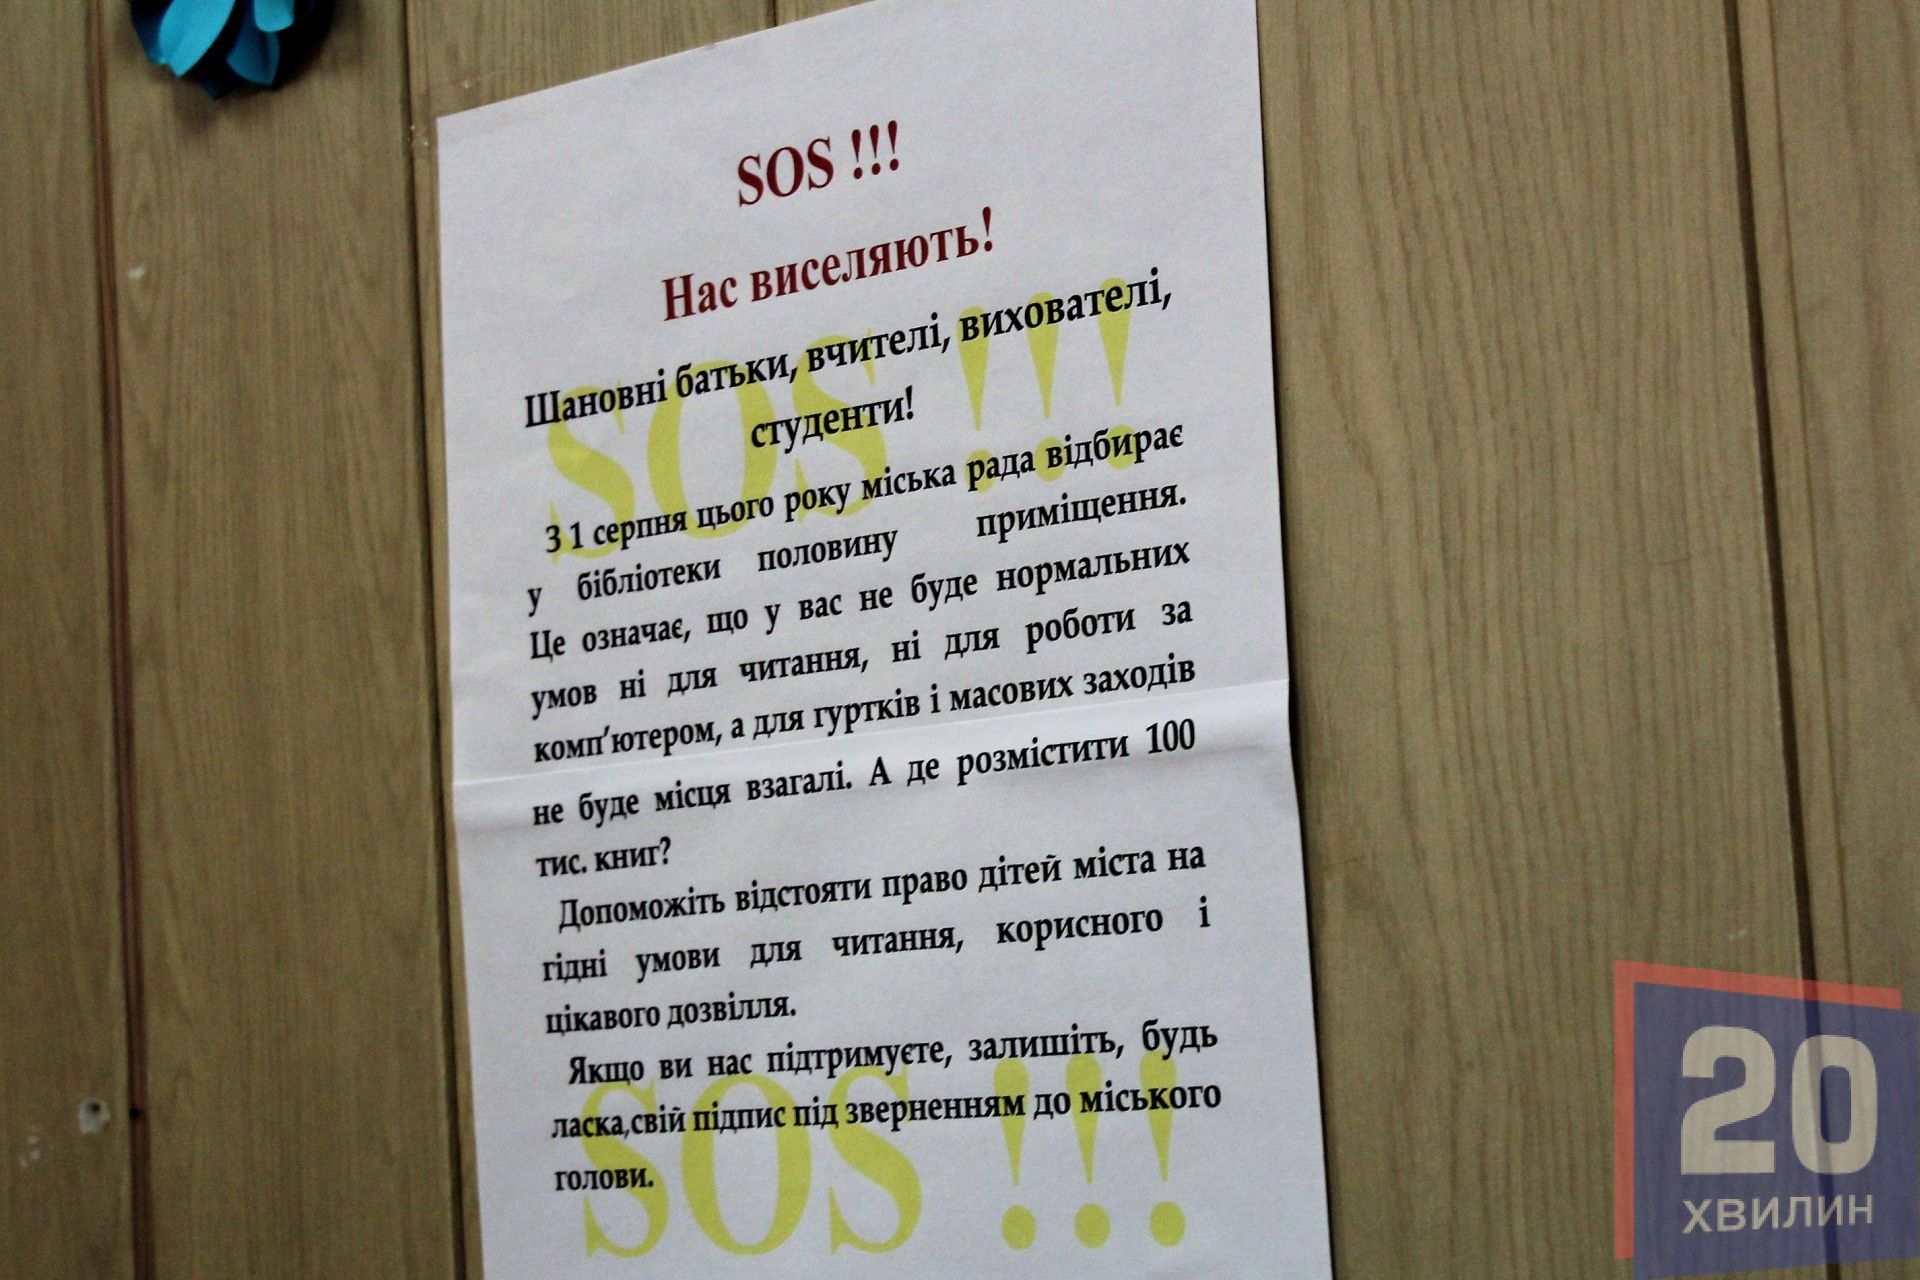 SOS !!!
Нас виселяють!
Шановні батьки, вчителі, вихователі,
студенти!
З 1 серпня цього року міська рада відбирає
у бібліотеки половину приміщення.
Це означає, що у вас не буде нормальних
умов ні для читання, ні для роботи за
комп’ютером, а для гуртків і масових заходів
не буде місця взагалі. А де розмістити 100
тис. книг?
Допоможіть відстояти право дітей міста на
гідні умови для читання, корисного і
цікавого дозвілля.
Якщо ви нас підтримуєте, залишіть, будь
ласка,свій підпис під зверненням до міського
голови.
SOS !!!
SOS !!!
20
ХВИЛИН